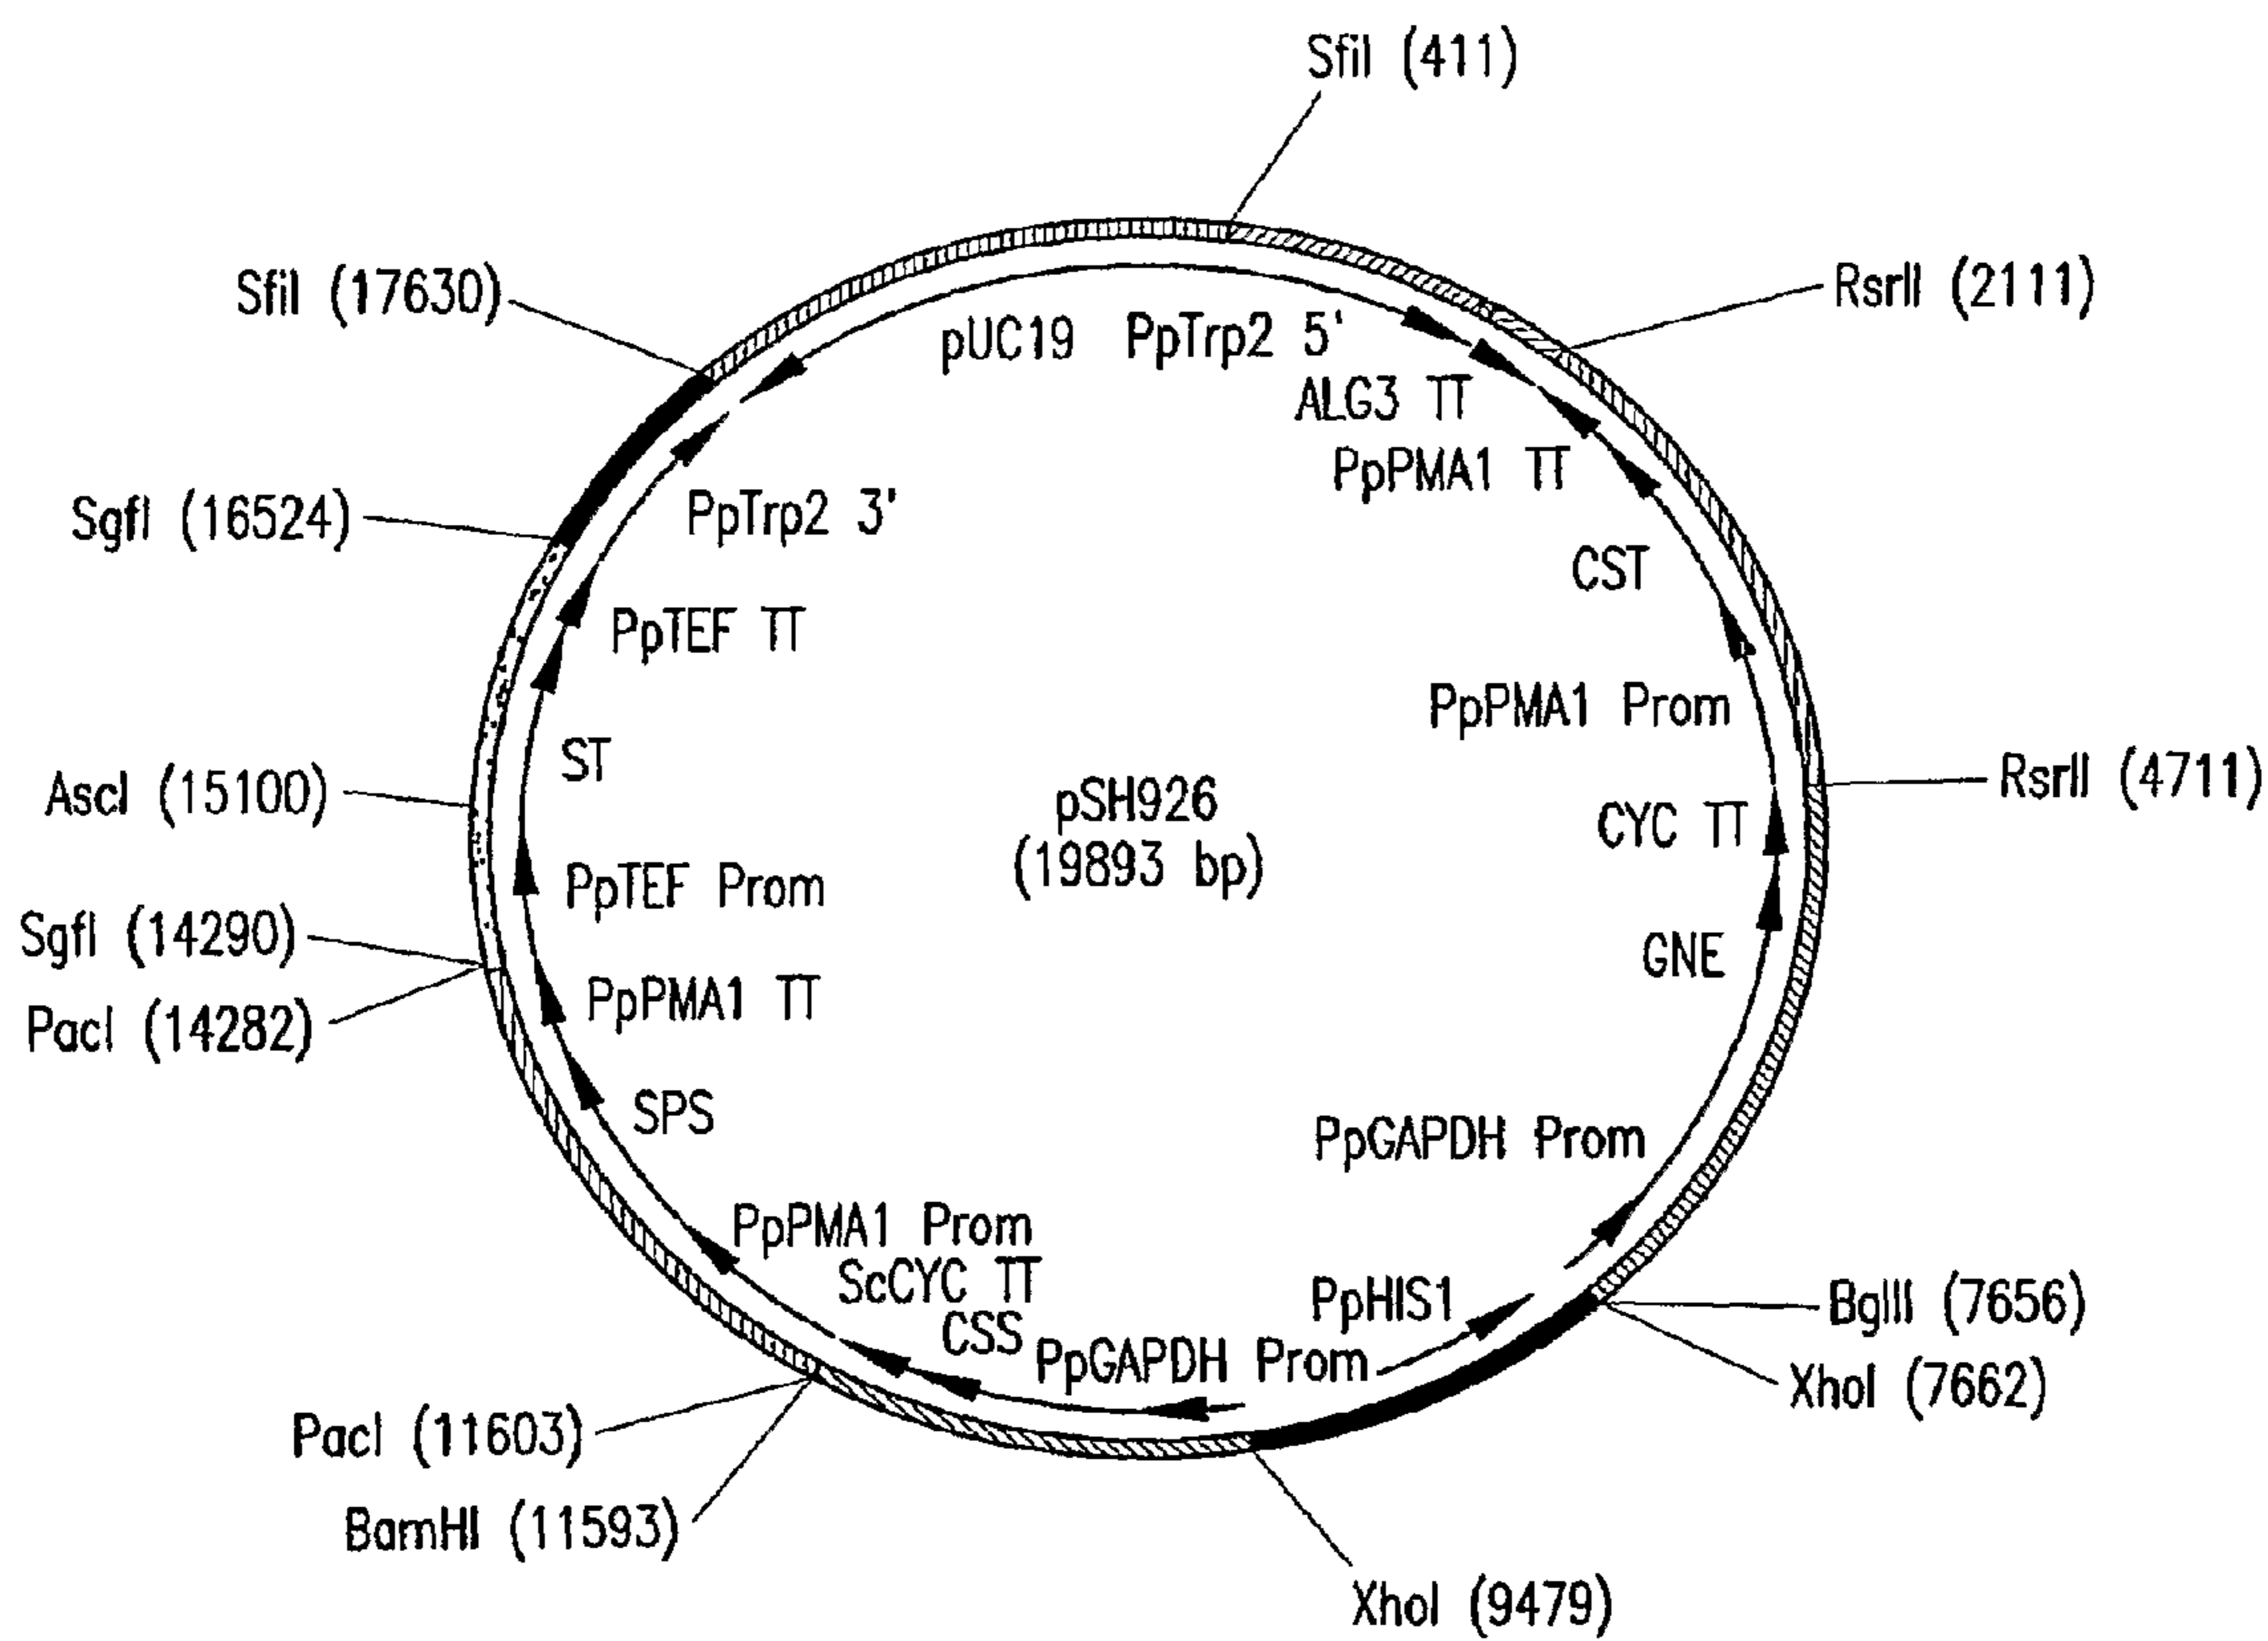 SfiI (411)
SfiI (17630)
RsrII (2111)
pUC19
PpTrp2 5'
ALG3 TT
PpPMA1 TT
SgfI (16524)
PpTrp2 3'
CST
PpTEF TT
PpPMA1 Prom
ST
AscI (15100)
pSH926
(19893 bp)
RsrII (4711)
CYC TT
PpTEF Prom
SgfI (14290)
GNE
PpPMA1 TT
PacI (14282)
SPS
PpGAPDH Prom
PpPMA1 Prom
ScCYC TT
CSS
PpHIS1
PpGAPDH Prom
BglII (7656)
XhoI (7662)
PacI (11603)
BamHI (11593)
XhoI (9479)